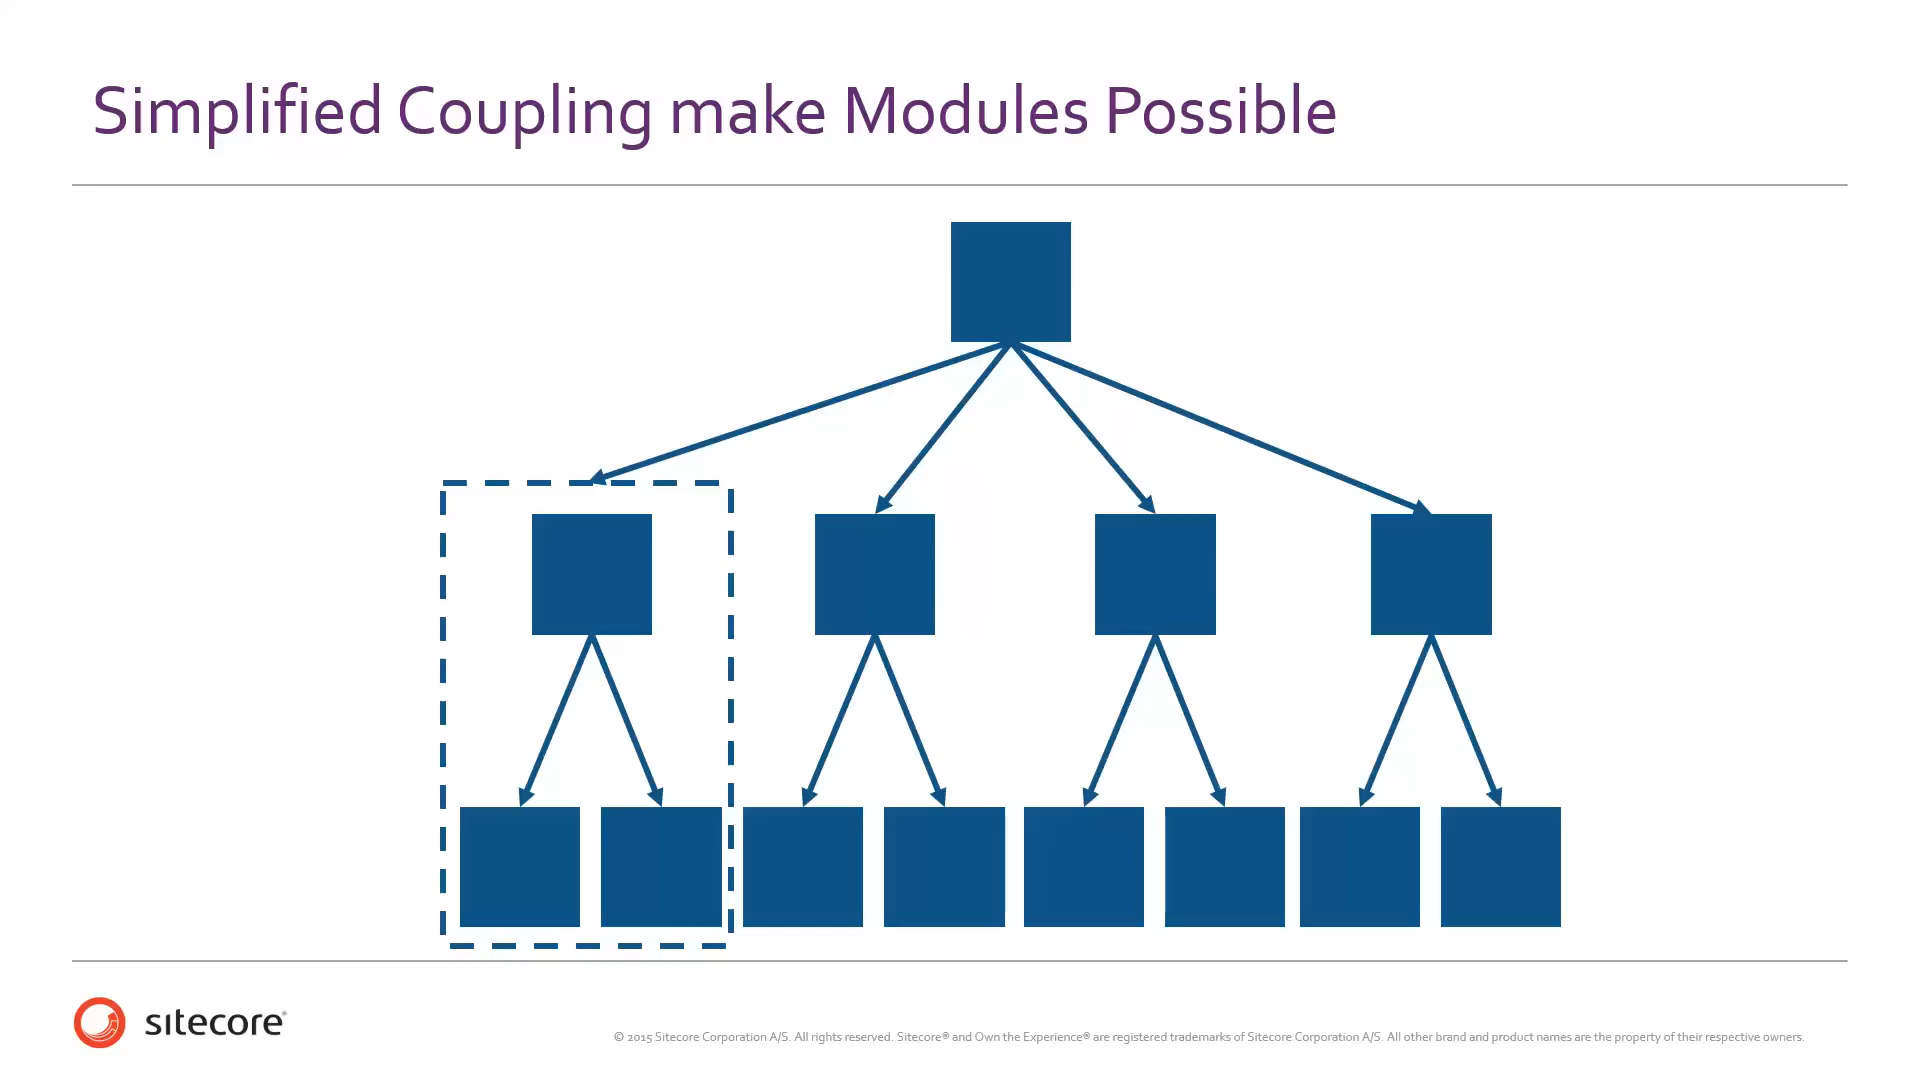 Simplified Coupling make Modules Possible
sitecore®
© 2015 Sitecore Corporation A/S. All rights reserved. Sitecore® and Own the Experience® are registered trademarks of Sitecore Corporation A/S. All other brand and product names are the property of their respective owners.